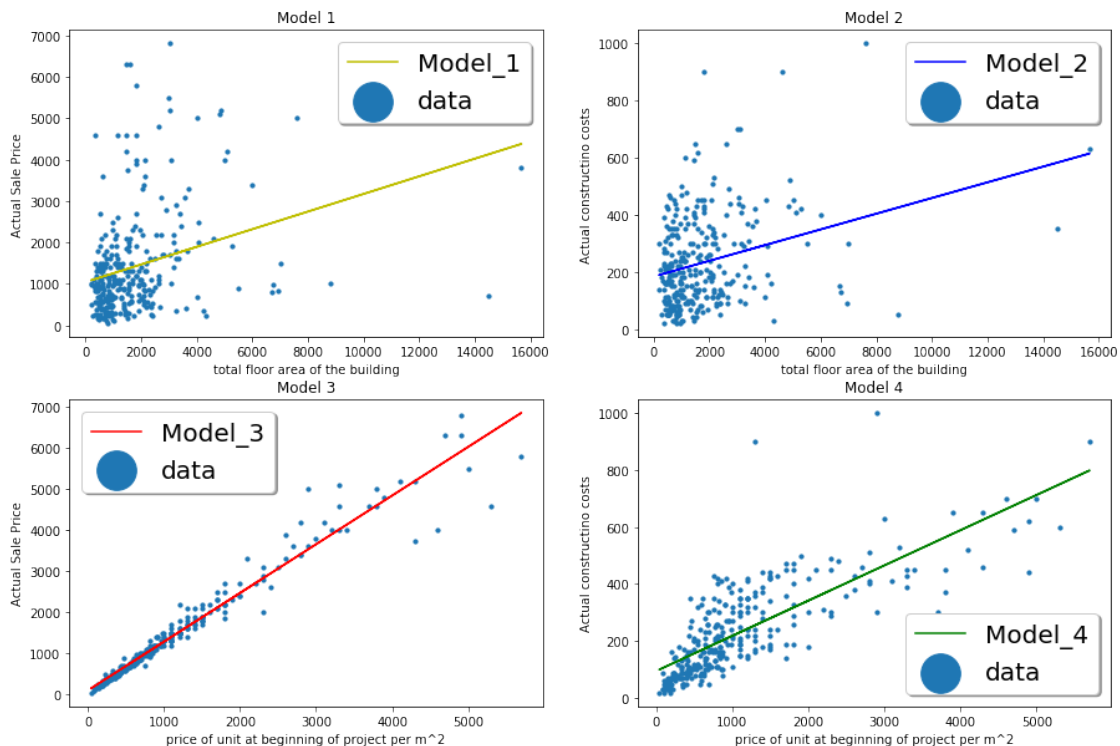 Model 1
7000
6000
5000
4000
3000
2000
1000
0
Actual Sale Price
Model_1
data
0 2000 4000 6000 8000 10000 12000 14000 16000
total floor area of the building
Model 2
1000
800
600
400
200
0
Actual constructino costs
Model_2
data
0 2000 4000 6000 8000 10000 12000 14000 16000
total floor area of the building
Model 3
7000
6000
5000
4000
3000
2000
1000
0
Actual Sale Price
Model_3
data
0 1000 2000 3000 4000 5000
price of unit at beginning of project per m^2
Model 4
1000
800
600
400
200
0
Actual constructino costs
Model_4
data
0 1000 2000 3000 4000 5000
price of unit at beginning of project per m^2